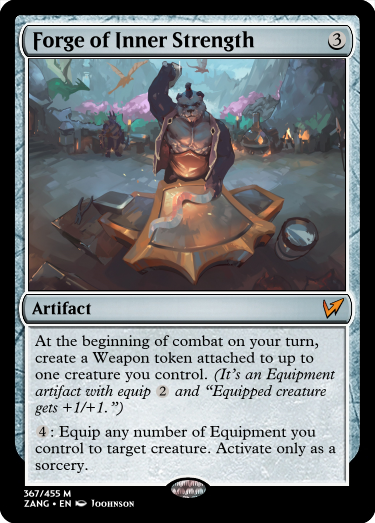 Forge of Inner Strength 3
Artifact
At the beginning of combat on your turn,
create a Weapon token attached to up to
one creature you control. (It's an Equipment
artifact with equip 2 and “Equipped creature
gets +1/+1.”)
4: Equip any number of Equipment you
control to target creature. Activate only as a
sorcery.
367/455 M
ZANG • EN Joohnson